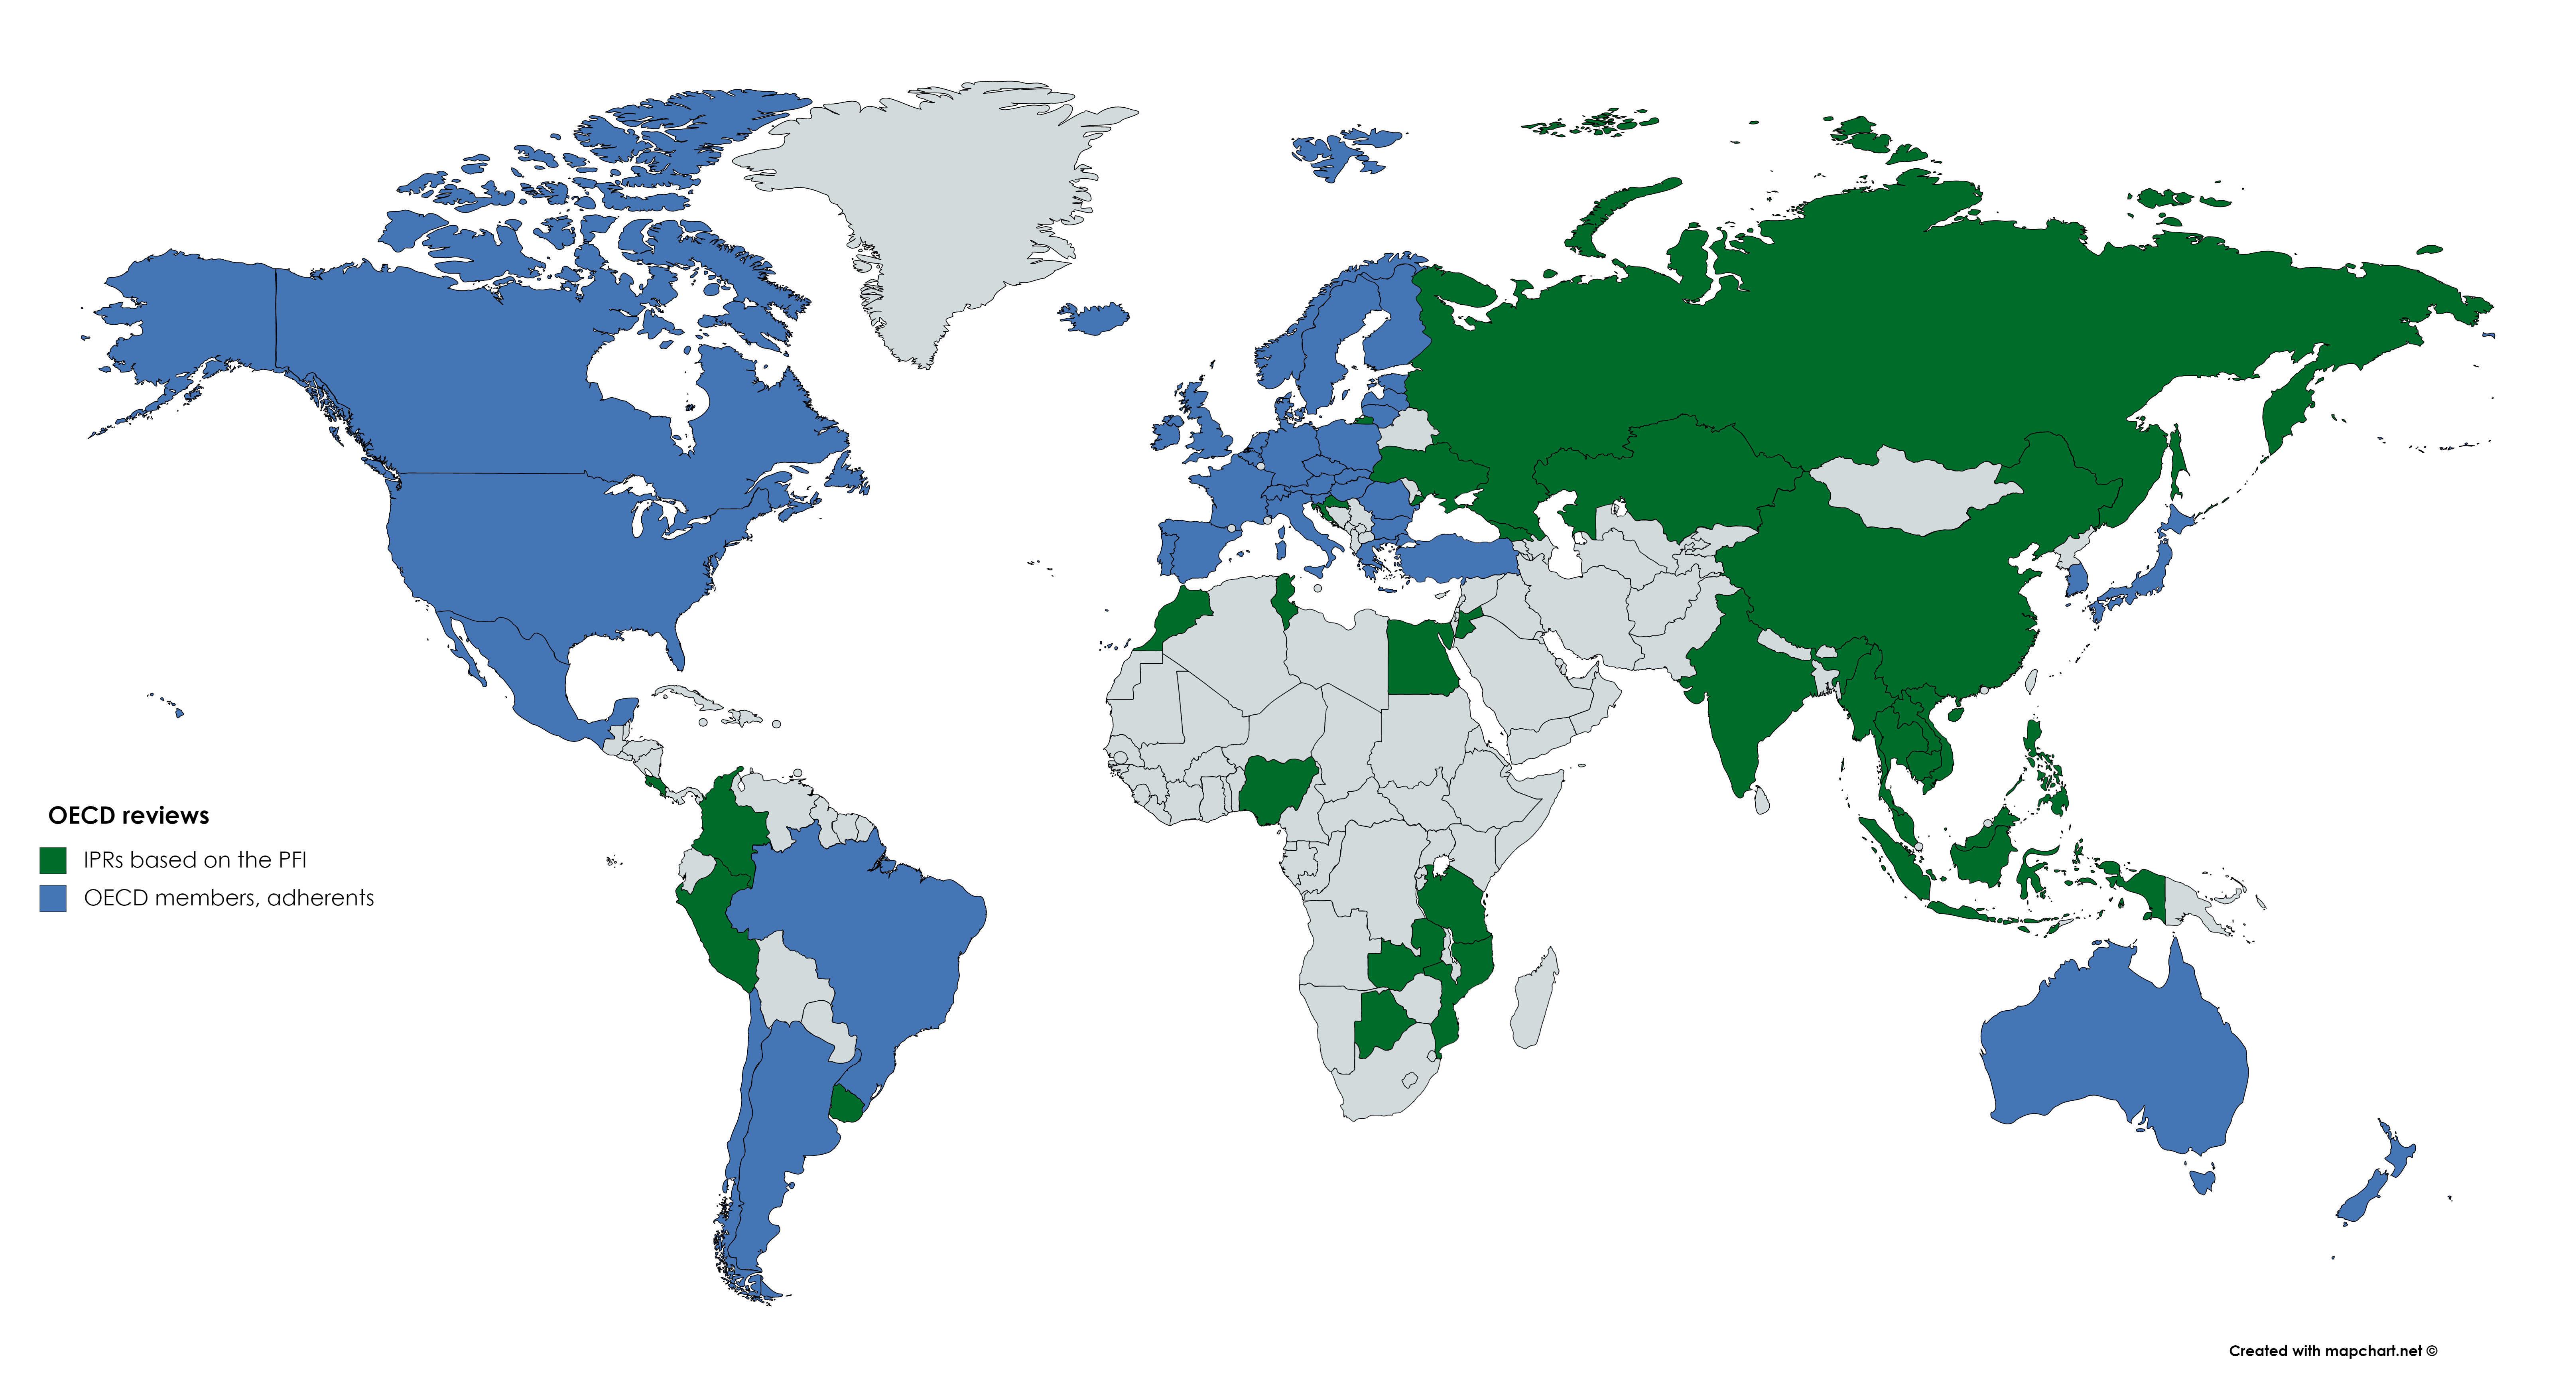 OECD reviews
IPRs based on the PFI
OECD members, adherents
Created with mapchart.net ©